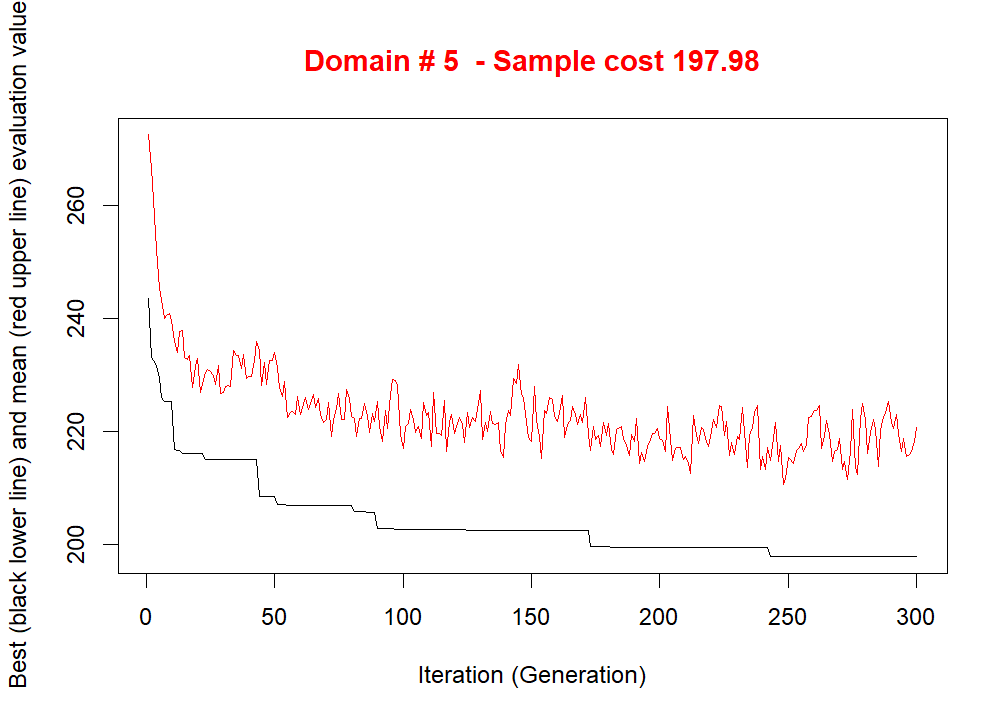 Domain # 5  - Sample cost 197.98
Best (black lower line) and mean (red upper line) evaluation value
260
240
220
200
0 50 100 150 200 250 300
Iteration (Generation)